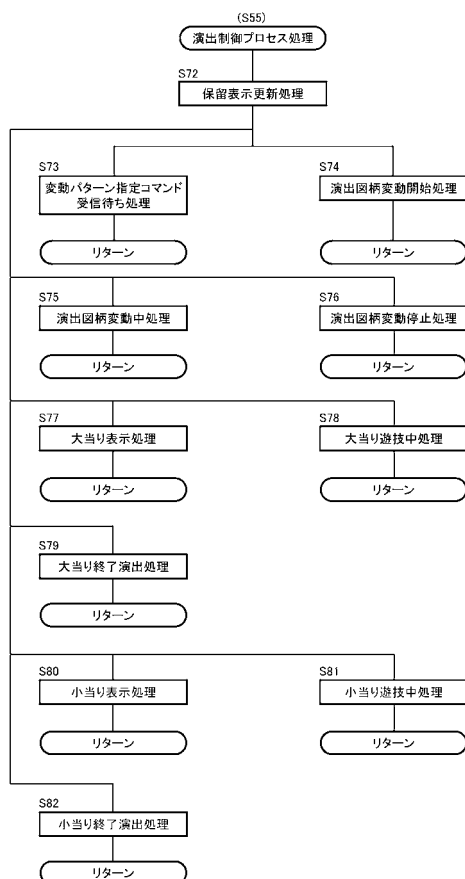 (S55)
演出制御プロセス処理
S72
保留表示更新処理
S73
変動パターン指定コマンド
受信待ち処理
リターン
S74
演出図柄変動開始処理
リターン
S75
演出図柄変動中処理
リターン
S76
演出図柄変動停止処理
リターン
S77
大当り表示処理
リターン
S78
大当り遊技中処理
リターン
S79
大当り終了演出処理
リターン
S80
小当り表示処理
リターン
S81
小当り遊技中処理
リターン
S82
小当り終了演出処理
リターン